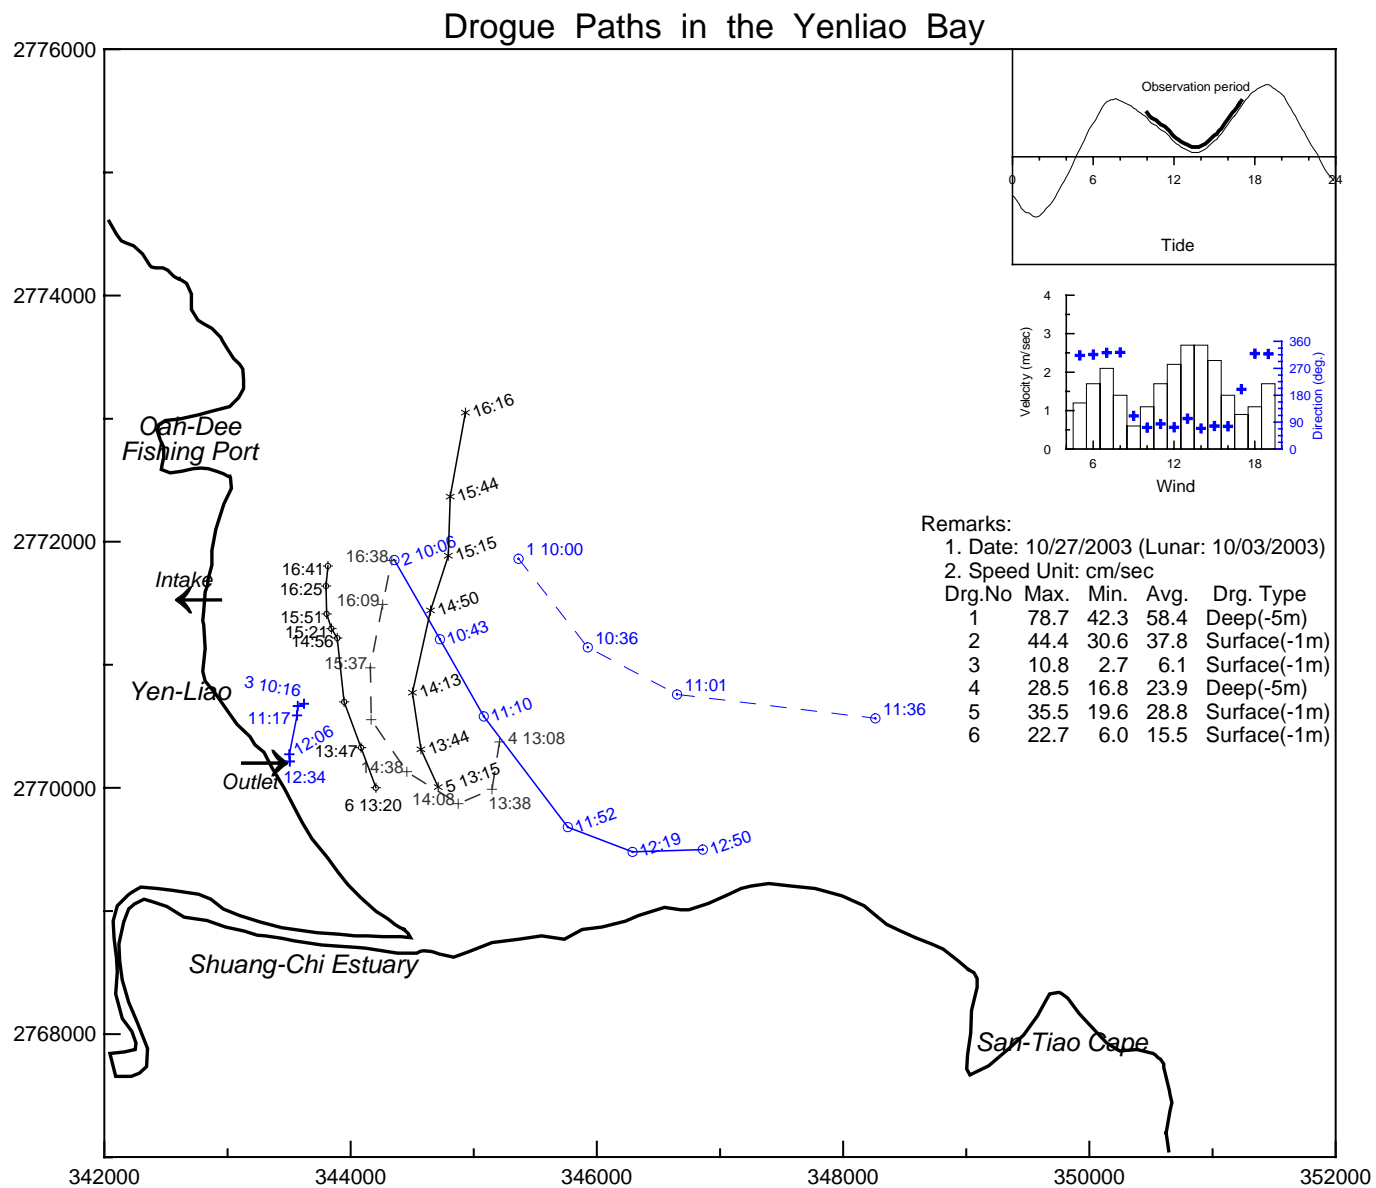 Drogue Paths in the Yenliao Bay
2776000
2774000
2772000
2770000
2768000
342000
344000
346000
348000
350000
352000
Observation period
0
6
12
18
24
Tide
4
3
2
1
0
Velocity (m/sec)
360
270
180
90
0
Direction (deg.)
6
12
18
Wind
Oah-Dee
Fishing Port
Intake
Yen-Liao
Outlet
Shuang-Chi Estuary
San-Tiao Cape
16:16
15:44
15:15
14:50
14:13
13:44
5 13:15
16:38
16:09
15:37
14:38
14:08
13:38
4 13:08
2 10:06
10:43
11:10
11:52
12:19
12:50
1 10:00
10:36
11:01
11:36
16:41
16:25
15:51
15:21
14:56
13:47
6 13:20
3 10:16
11:17
12:06
12:34
Remarks:
1. Date: 10/27/2003 (Lunar: 10/03/2003)
2. Speed Unit: cm/sec
Drg.No Max. Min. Avg. Drg. Type
1 78.7 42.3 58.4 Deep(-5m)
2 44.4 30.6 37.8 Surface(-1m)
3 10.8 2.7 6.1 Surface(-1m)
4 28.5 16.8 23.9 Deep(-5m)
5 35.5 19.6 28.8 Surface(-1m)
6 22.7 6.0 15.5 Surface(-1m)